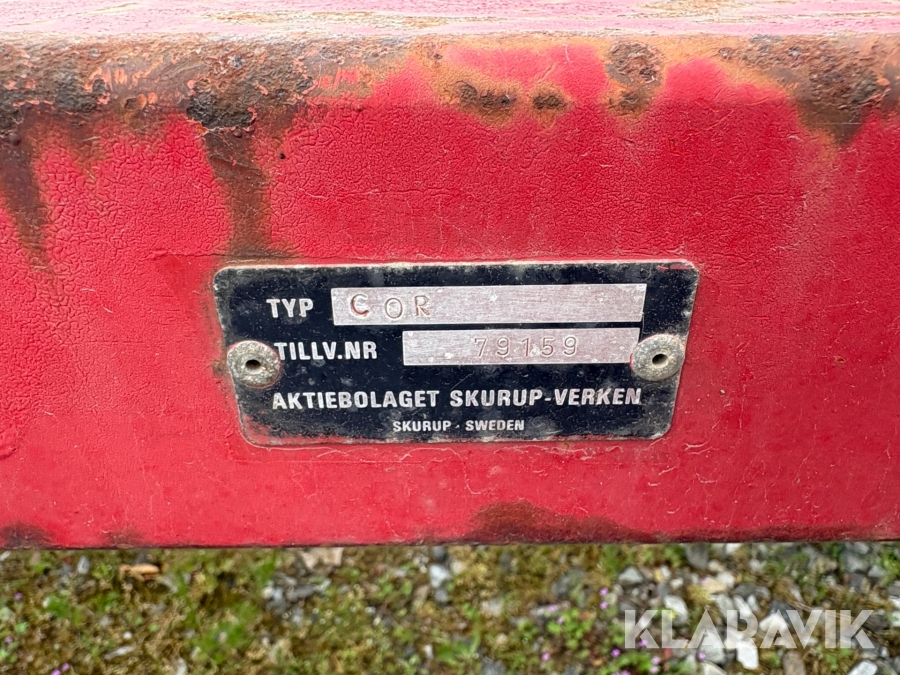 TYP COR
TILLV.NR 79159
AKTIEBOLAGET SKURUP-VERKEN
SKURUP · SWEDEN
KLARAVIK